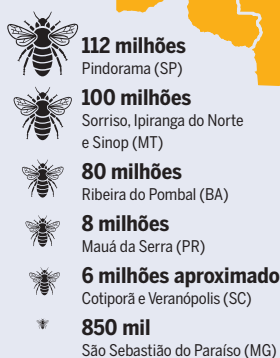 112 milhões
Pindorama (SP)
100 milhões
Sorriso, Ipiranga do Norte
e Sinop (MT)
80 milhões
Ribeira do Pombal (BA)
8 milhões
Mauá da Serra (PR)
6 milhões aproximado
Cotiporã e Veranópolis (SC)
850 mil
São Sebastião do Paraíso (MG)